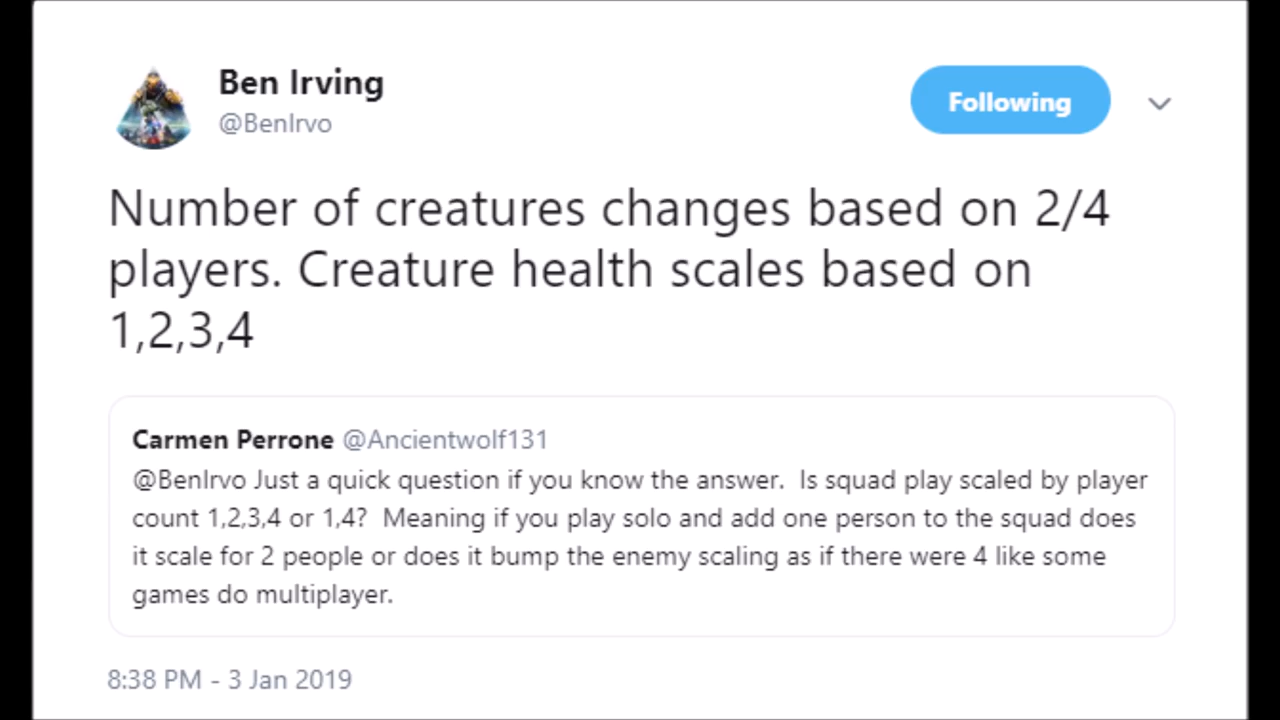 Ben Irving
@BenIrvo
Following
Number of creatures changes based on 2/4
players. Creature health scales based on
1,2,3,4
Carmen Perrone @Ancientwolf131
@BenIrvo Just a quick question if you know the answer.  Is squad play scaled by player
count 1,2,3,4 or 1,4?  Meaning if you play solo and add one person to the squad does
it scale for 2 people or does it bump the enemy scaling as if there were 4 like some
games do multiplayer.
8:38 PM - 3 Jan 2019